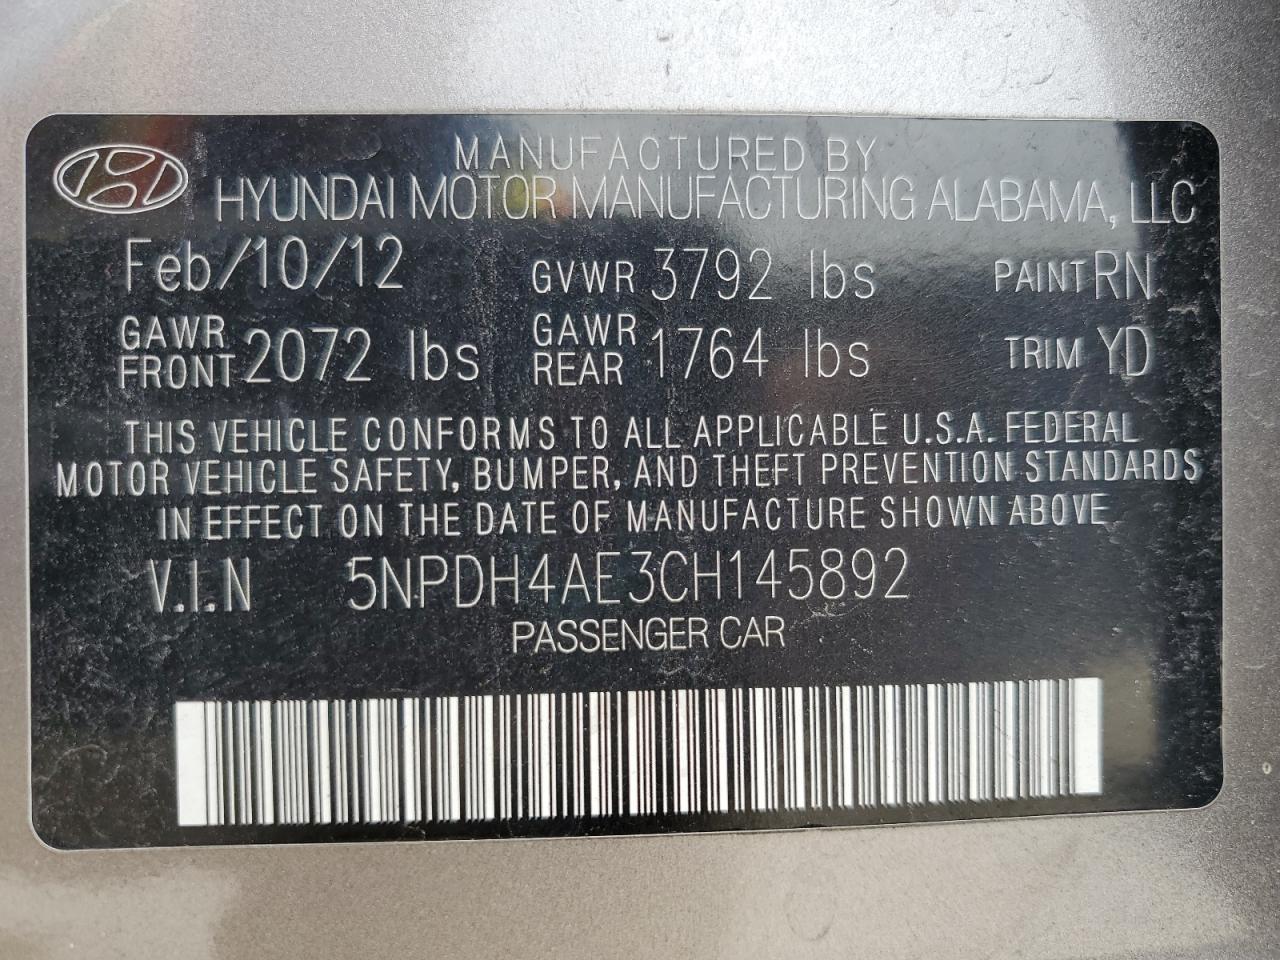 MANUFACTURED BY
HYUNDAI MOTOR MANUFACTURING ALABAMA, LLC
Feb/10/12 GVWR 3792 lbs PAINT RN
GAWR FRONT 2072 lbs GAWR REAR 1764 lbs TRIM YD
THIS VEHICLE CONFORMS TO ALL APPLICABLE U.S.A. FEDERAL
MOTOR VEHICLE SAFETY, BUMPER, AND THEFT PREVENTION STANDARDS
IN EFFECT ON THE DATE OF MANUFACTURE SHOWN ABOVE
V.I.N 5NPDH4AE3CH145892
PASSENGER CAR